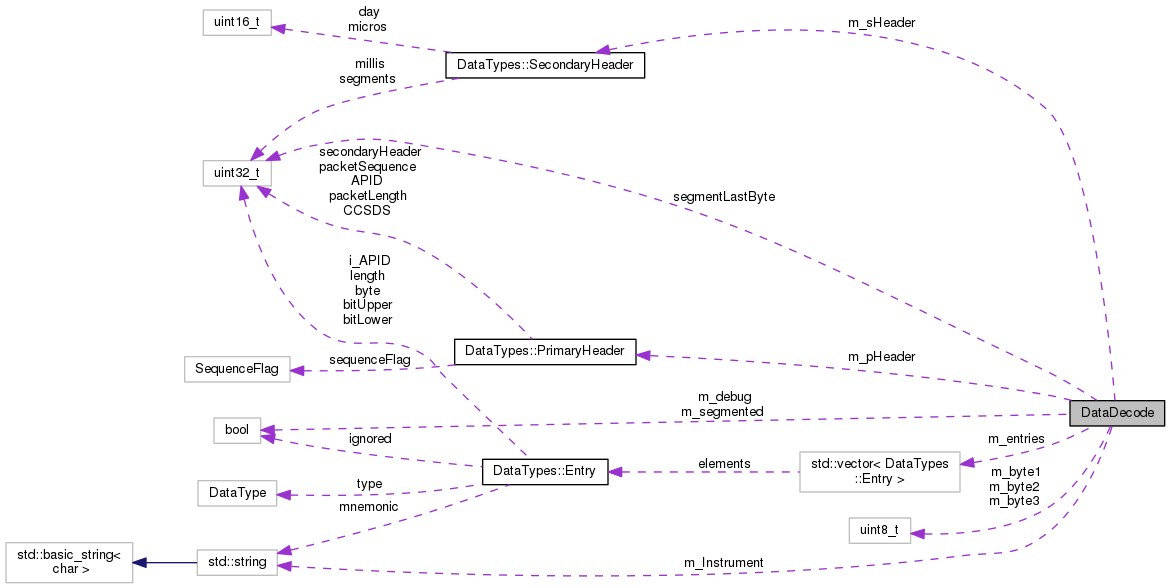 day
micros
uint16_t
m_sHeader
DataTypes::SecondaryHeader
millis
segments
secondaryHeader
packetSequence
APID
packetLength
CCSDS
uint32_t
segmentLastByte
i_APID
length
byte
bitUpper
bitLower
DataTypes::PrimaryHeader
m_pHeader
sequenceFlag
SequenceFlag
m_debug
m_segmented
DataDecode
bool
ignored
m_entries
elements
std::vector< DataTypes
::Entry >
DataTypes::Entry
type
DataType
mnemonic
m_byte1
m_byte2
m_byte3
uint8_t
std::basic_string<
char >
std::string
m_Instrument